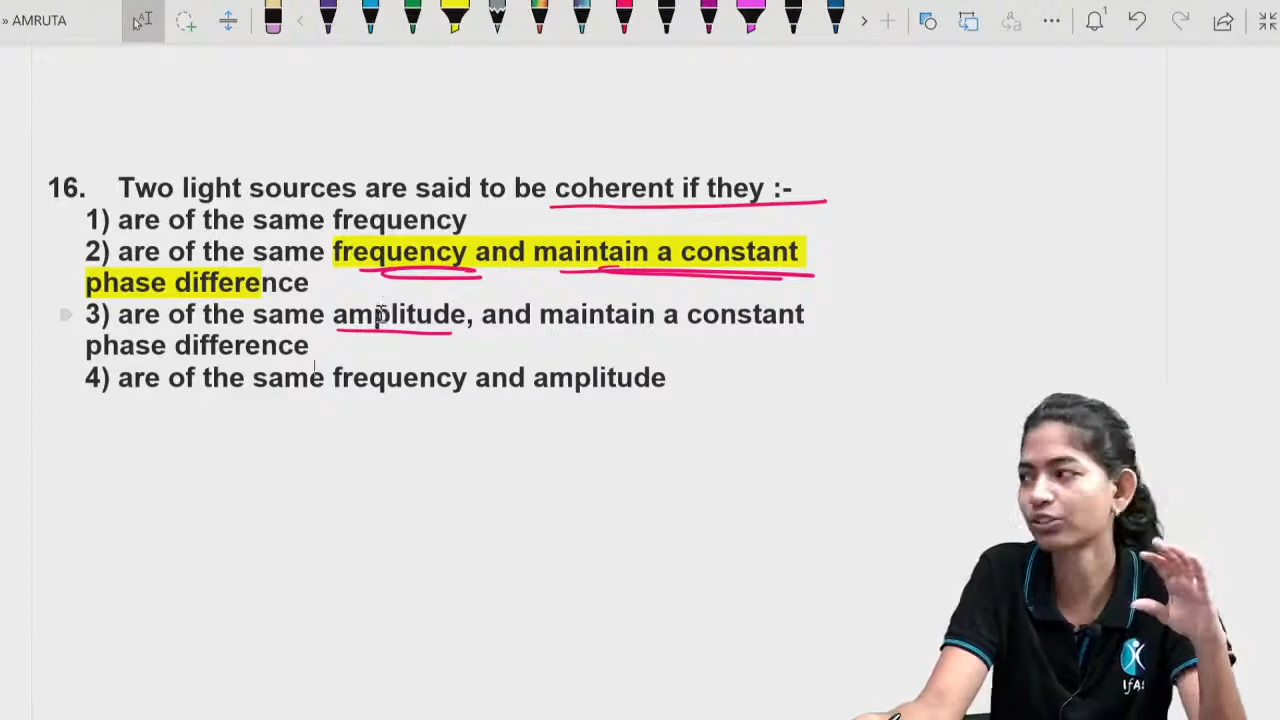 » AMRUTA
16. Two light sources are said to be coherent if they :-
1) are of the same frequency
2) are of the same frequency and maintain a constant
phase difference
3) are of the same amplitude, and maintain a constant
phase difference
4) are of the same frequency and amplitude
IfAS